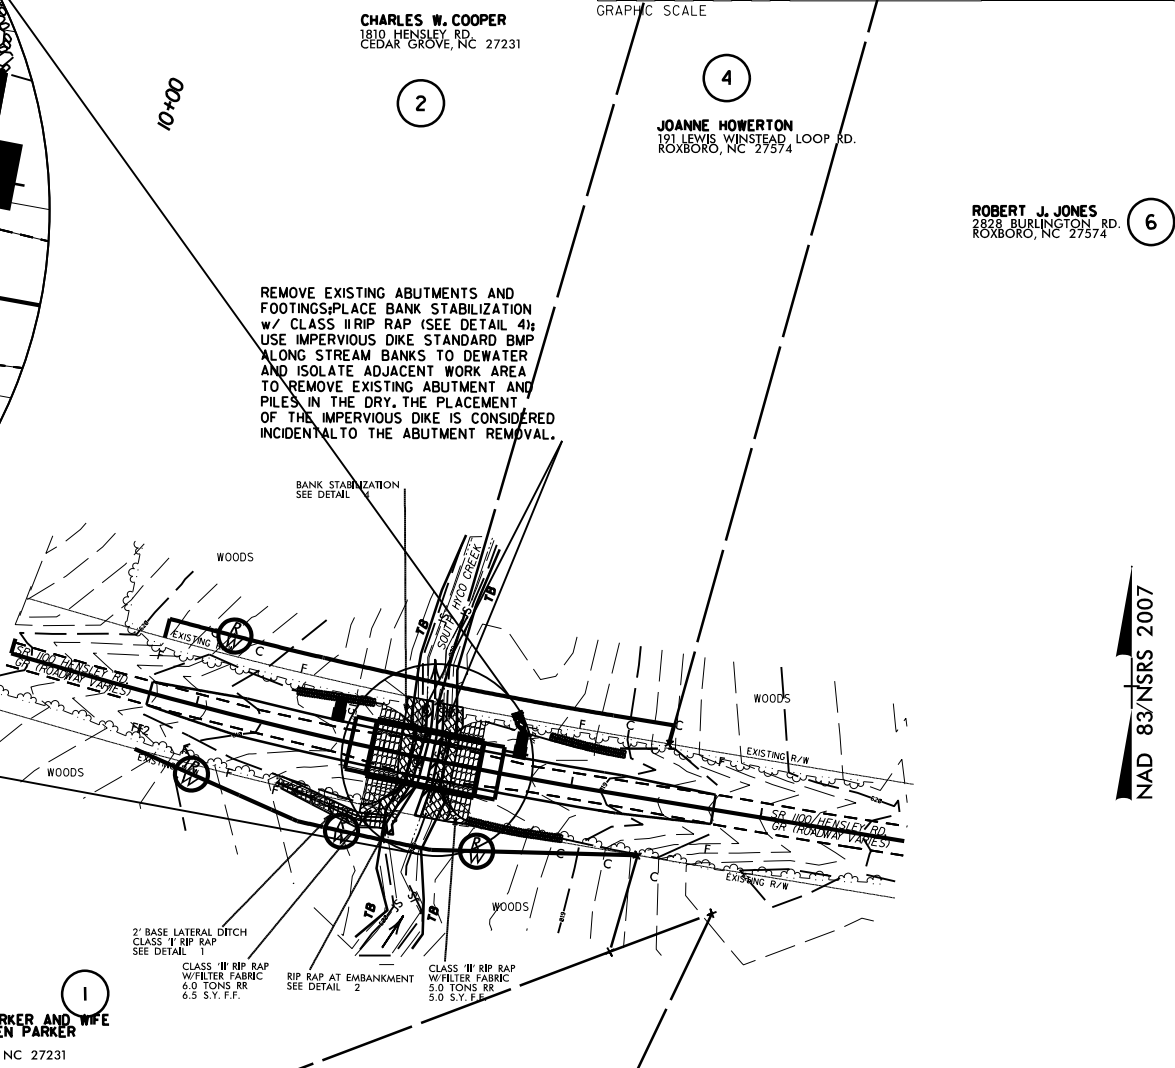 GRAPHIC SCALE
CHARLES W. COOPER
1810 HENSLEY RD.
CEDAR GROVE, NC 27231
2
10+00
4
JOANNE HOWERTON
191 LEWIS WINSTEAD LOOP RD.
ROXBORO, NC 27574
ROBERT J. JONES
2828 BURLINGTON RD.
ROXBORO, NC 27574
6
REMOVE EXISTING ABUTMENTS AND
FOOTINGS;PLACE BANK STABILIZATION
w/ CLASS II RIP RAP (SEE DETAIL 4);
USE IMPERVIOUS DIKE STANDARD BMP
ALONG STREAM BANKS TO DEWATER
AND ISOLATE ADJACENT WORK AREA
TO REMOVE EXISTING ABUTMENT AND
PILES IN THE DRY. THE PLACEMENT
OF THE IMPERVIOUS DIKE IS CONSIDERED
INCIDENTAL TO THE ABUTMENT REMOVAL.
BANK STABILIZATION
SEE DETAIL 4
WOODS
SOUTH HYCO CREEK
JS
TB
TB
EXISTING R
R/W
C
F
SR 1100 HENSLEY RD.
GR (ROADWAY VARIES)
F
C
C
WOODS
EXISTING R/W
F
NAD 83/NSRS 2007
WOODS
R/W
F
SR 1100/HENSLEY RD.
GR (ROADWAY VARIES)
R/W
R/W
C
C
C
F
EXISTING R/W
TB
JS
TB
WOODS
2' BASE LATERAL DITCH
CLASS 'I' RIP RAP
SEE DETAIL 1
CLASS 'II' RIP RAP
W/FILTER FABRIC
6.0 TONS RR
6.5 S.Y. F.F.
RIP RAP AT EMBANKMENT
SEE DETAIL 2
CLASS 'II' RIP RAP
W/FILTER FABRIC
5.0 TONS RR
5.0 S.Y. F.F.
1
RKER AND WIFE
EN PARKER
NC 27231